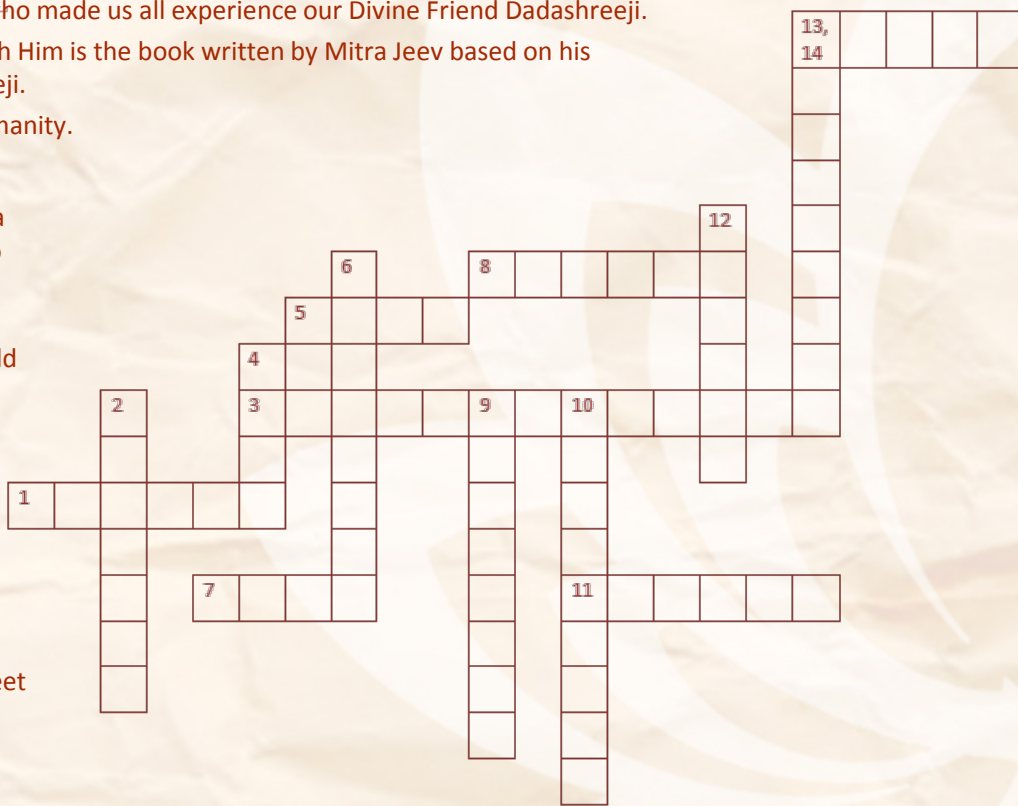 ho made us all experience our Divine Friend Dadashreeji.
h Him is the book written by Mitra Jeev based on his
eji.
manity.
a
ld
eet
13,
14
12
6
8
5
4
2
3
9
10
1
7
11